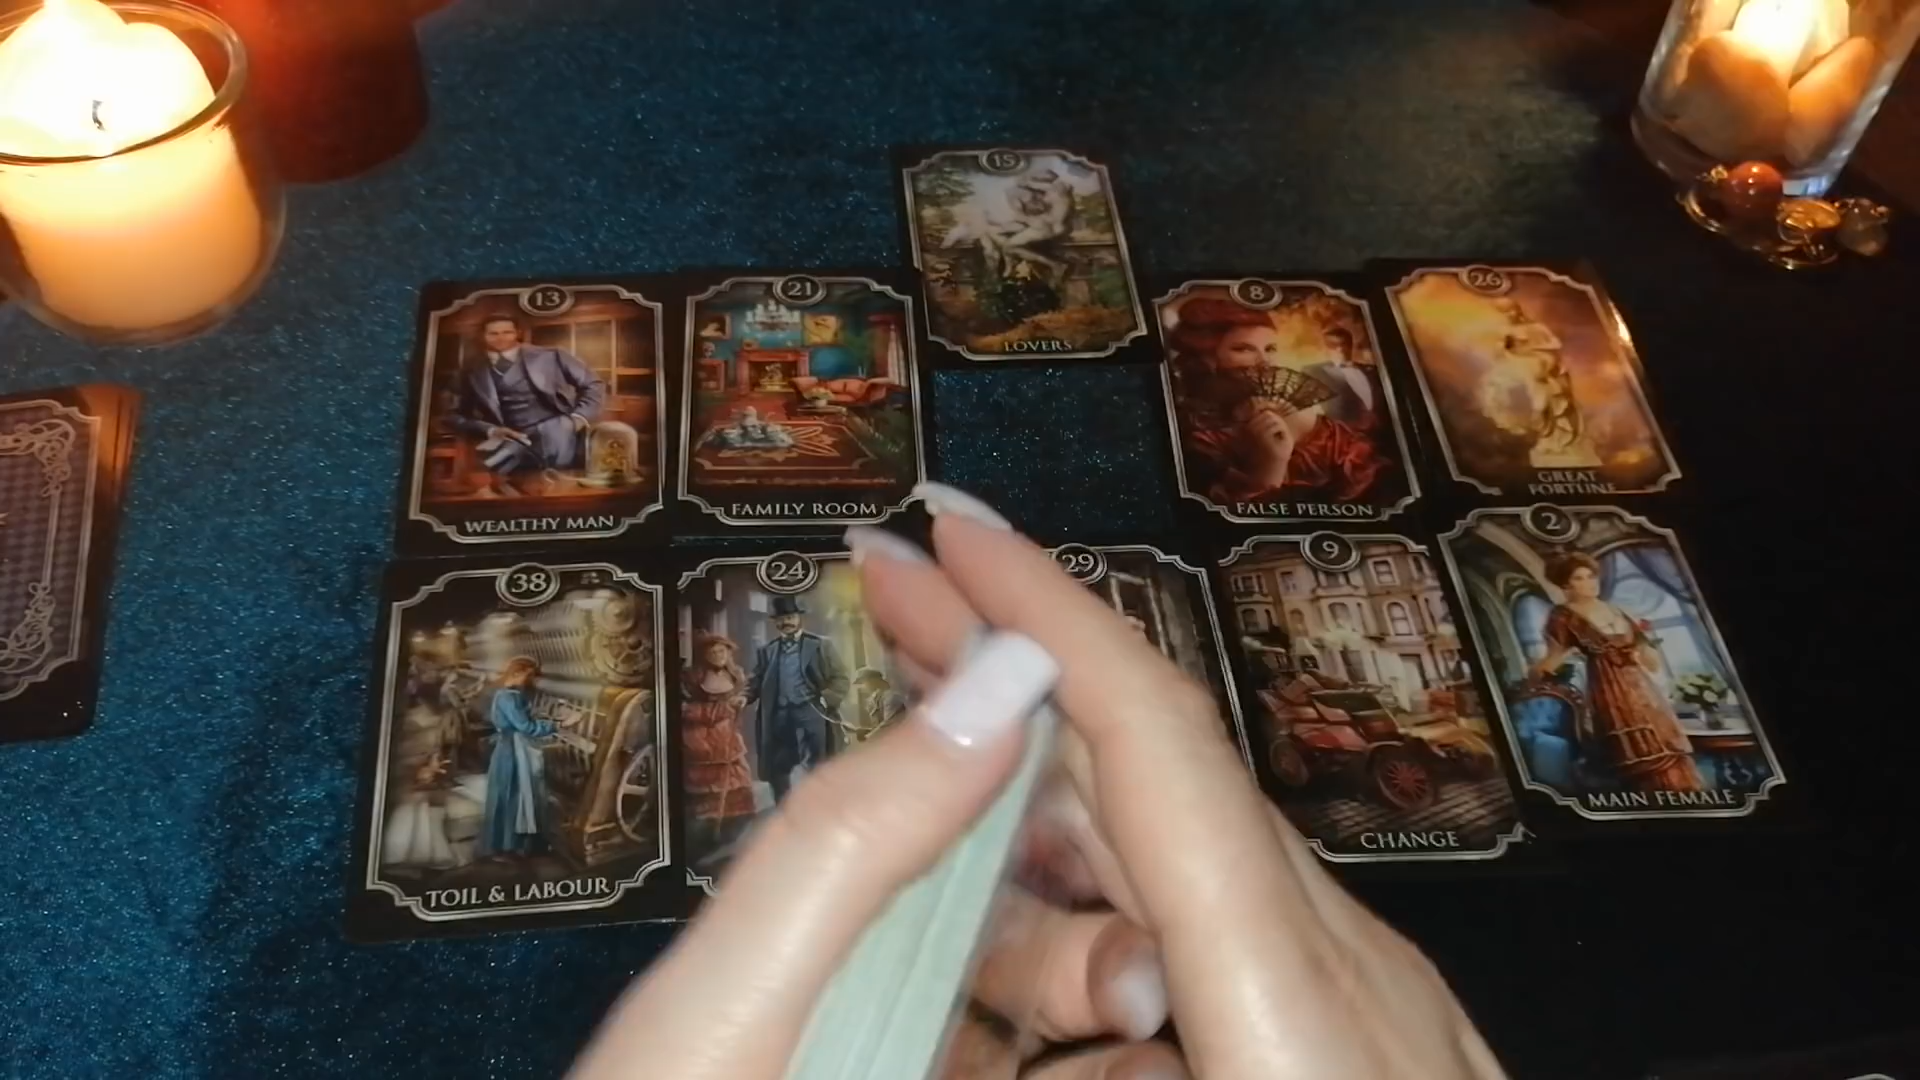 15
LOVERS
13
WEALTHY MAN
21
FAMILY ROOM
8
FALSE PERSON
26
GREAT
FORTUNE
38
TOIL & LABOUR
24
29
9
CHANGE
2
MAIN FEMALE